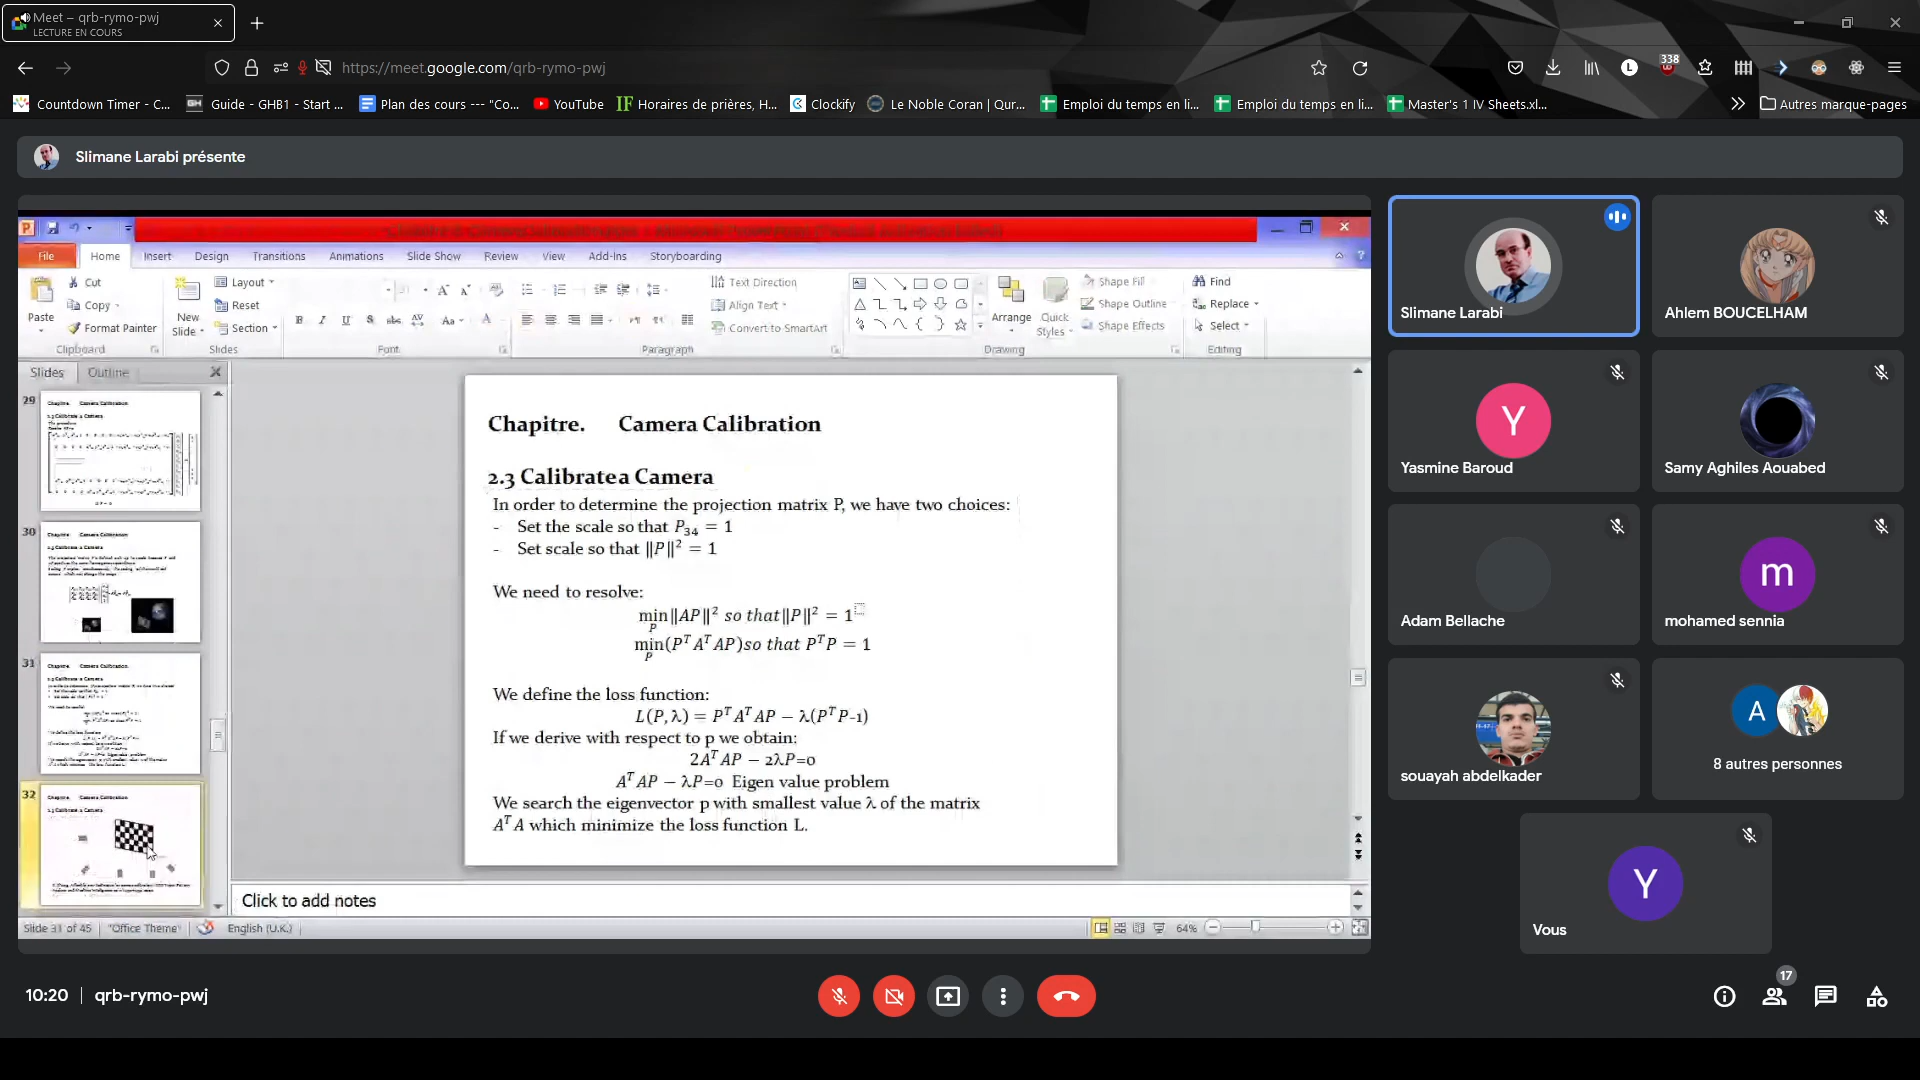 Meet – qrb-rymo-pwj
LECTURE EN COURS
https://meet.google.com/qrb-rymo-pwj
338
Countdown Timer - C...
Guide - GHB1 - Start ...
Plan des cours --- "Co...
YouTube
Horaires de prières, H...
Clockify
Le Noble Coran | Qur...
Emploi du temps en li...
Emploi du temps en li...
Master's 1 IV Sheets.xl...
Autres marque-pages
Slimane Larabi présente
File
Home
Insert
Design
Transitions
Animations
Slide Show
Review
View
Add-Ins
Storyboarding
Paste
Cut
Copy
Format Painter
Clipboard
New
Slide
Layout
Reset
Section
Slides
Font
Text Direction
Align Text
Convert to SmartArt
Paragraph
Arrange
Quick
Styles
Shape Fill
Shape Outline
Shape Effects
Drawing
Find
Replace
Select
Editing
Slides
Outline
29
30
31
32
Chapitre. Camera Calibration
2.3 Calibrate a Camera
In order to determine the projection matrix P, we have two choices:
- Set the scale so that P₃₄ = 1
- Set scale so that ‖P‖² = 1
We need to resolve:
min‖AP‖² so that‖P‖² = 1
P
min(PᵀAᵀAP)so that PᵀP = 1
P
We define the loss function:
L(P, λ) = PᵀAᵀAP − λ(PᵀP-1)
If we derive with respect to p we obtain:
2AᵀAP − 2λP=0
AᵀAP − λP=0 Eigen value problem
We search the eigenvector p with smallest value λ of the matrix
AᵀA which minimize the loss function L.
Click to add notes
Slide 31 of 45
"Office Theme"
English (U.K.)
64%
Slimane Larabi
Ahlem BOUCELHAM
Y
Yasmine Baroud
Samy Aghiles Aouabed
Adam Bellache
m
mohamed sennia
souayah abdelkader
A
8 autres personnes
Y
Vous
10:20 | qrb-rymo-pwj
17